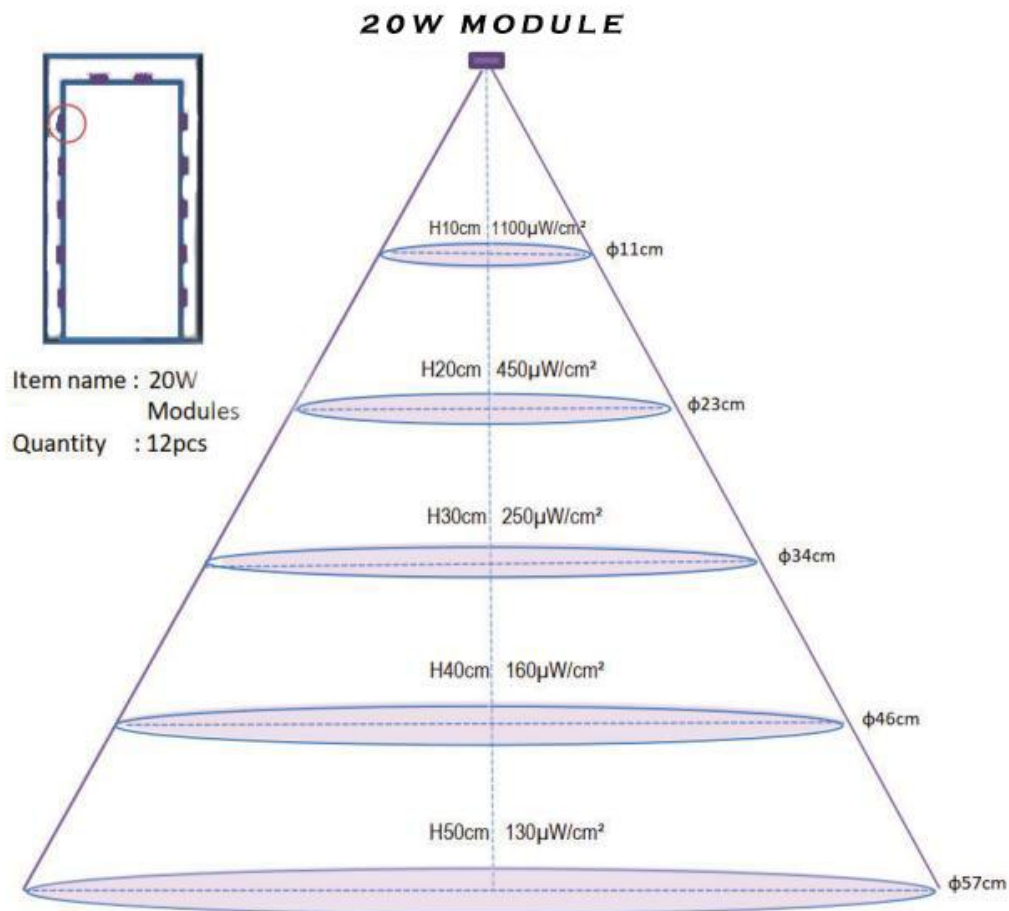 20W MODULE
H10cm 1100µW/cm²
ϕ11cm
H20cm 450µW/cm²
ϕ23cm
Item name : 20W
Modules
Quantity : 12pcs
H30cm 250µW/cm²
ϕ34cm
H40cm 160µW/cm²
ϕ46cm
H50cm 130µW/cm²
ϕ57cm